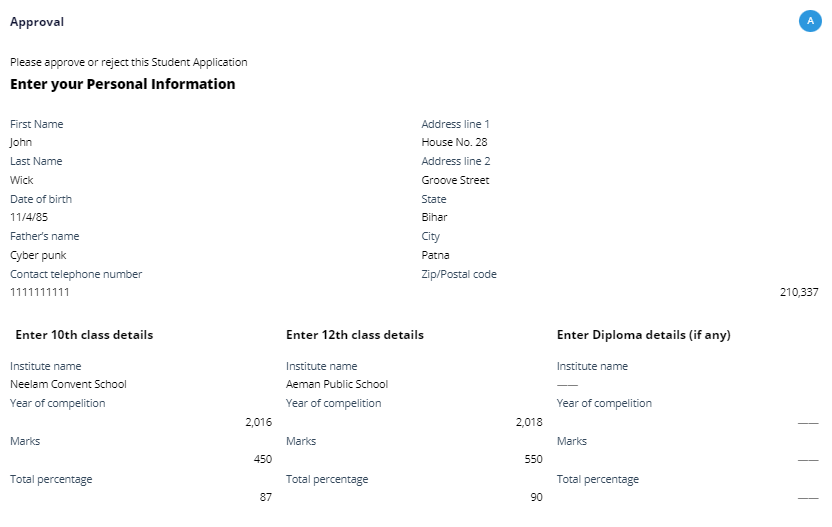 Approval
A
Please approve or reject this Student Application
Enter your Personal Information
First Name
John
Last Name
Wick
Date of birth
11/4/85
Father's name
Cyber punk
Contact telephone number
1111111111
Address line 1
House No. 28
Address line 2
Groove Street
State
Bihar
City
Patna
Zip/Postal code
210,337
Enter 10th class details
Institute name
Neelam Convent School
Year of compeltion
2,016
Marks
450
Total percentage
87
Enter 12th class details
Institute name
Aeman Public School
Year of compeltion
2,018
Marks
550
Total percentage
90
Enter Diploma details (if any)
Institute name
——
Year of compeltion
——
Marks
——
Total percentage
——